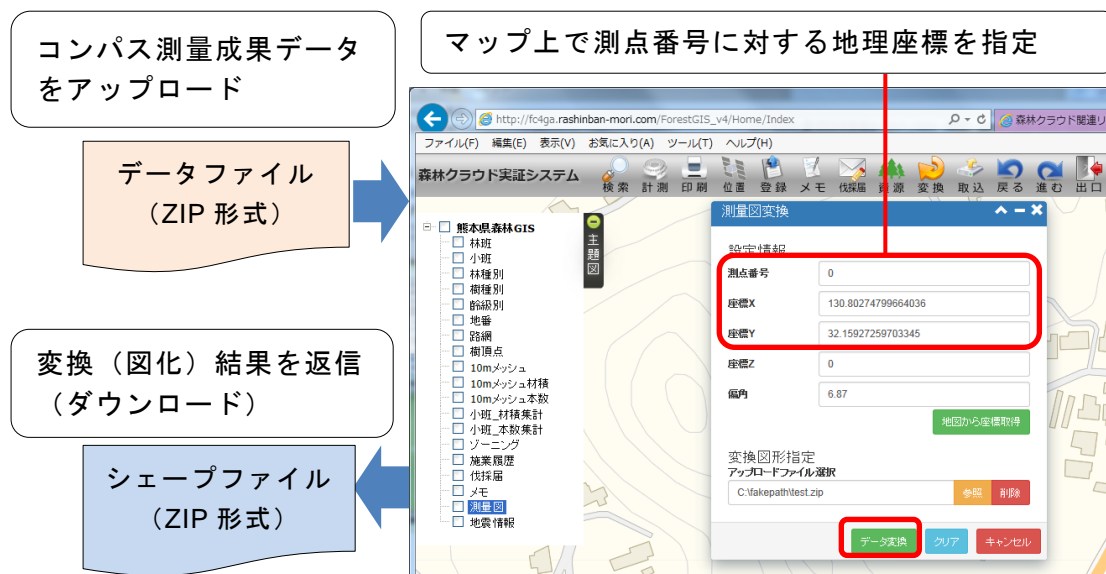 コンパス測量成果データ
をアップロード
マップ上で測点番号に対する地理座標を指定
データファイル
（ZIP 形式）
変換（図化）結果を返信
（ダウンロード）
シェープファイル
（ZIP 形式）
http://fc4ga.rashinban-mori.com/ForestGIS_v4/Home/Index
森林クラウド関連リ
ファイル(F) 編集(E) 表示(V) お気に入り(A) ツール(T) ヘルプ(H)
森林クラウド実証システム
検索 計測 印刷 位置 登録 メモ 伐採届 資源 変換 取込 戻る 進む 出口
熊本県森林GIS
林班
小班
林種別
樹種別
齢級別
地番
路網
樹頂点
10mメッシュ
10mメッシュ材積
10mメッシュ本数
小班_材積集計
小班_本数集計
ゾーニング
施業履歴
伐採届
メモ
測量図
地震情報
主題図
測量図変換
設定情報
測点番号 0
座標X 130.80274799664036
座標Y 32.15927259703345
座標Z 0
偏角 6.87
地図から座標取得
変換図形指定
アップロードファイル選択
C:\fakepath\test.zip 参照 削除
データ変換 クリア キャンセル